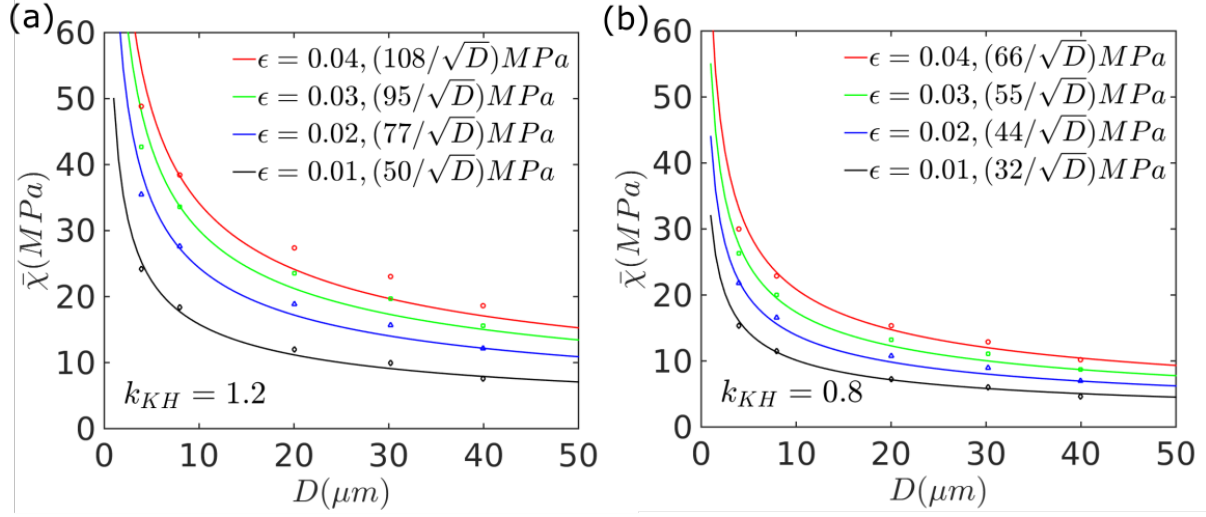 (a)
60
50
40
30
20
10
0
χ̄(MPa)
ϵ = 0.04, (108/√D)MPa
ϵ = 0.03, (95/√D)MPa
ϵ = 0.02, (77/√D)MPa
ϵ = 0.01, (50/√D)MPa
k_KH = 1.2
0 10 20 30 40 50
D(μm)
(b)
60
50
40
30
20
10
0
χ̄(MPa)
ϵ = 0.04, (66/√D)MPa
ϵ = 0.03, (55/√D)MPa
ϵ = 0.02, (44/√D)MPa
ϵ = 0.01, (32/√D)MPa
k_KH = 0.8
0 10 20 30 40 50
D(μm)